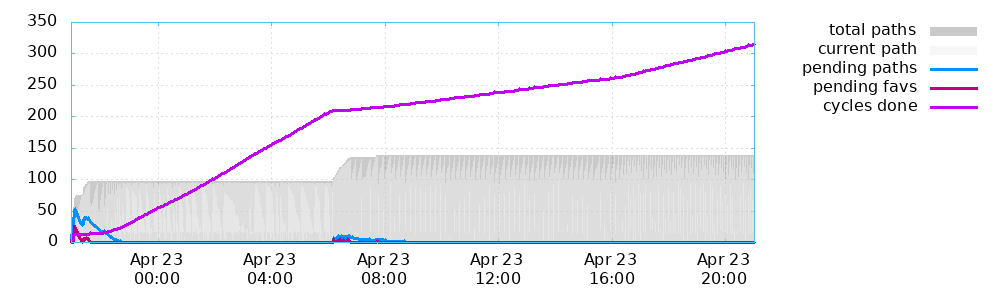 350
300
250
200
150
100
50
0
Apr 23 Apr 23 Apr 23 Apr 23 Apr 23 Apr 23
00:00 04:00 08:00 12:00 16:00 20:00
total paths
current path
pending paths
pending favs
cycles done